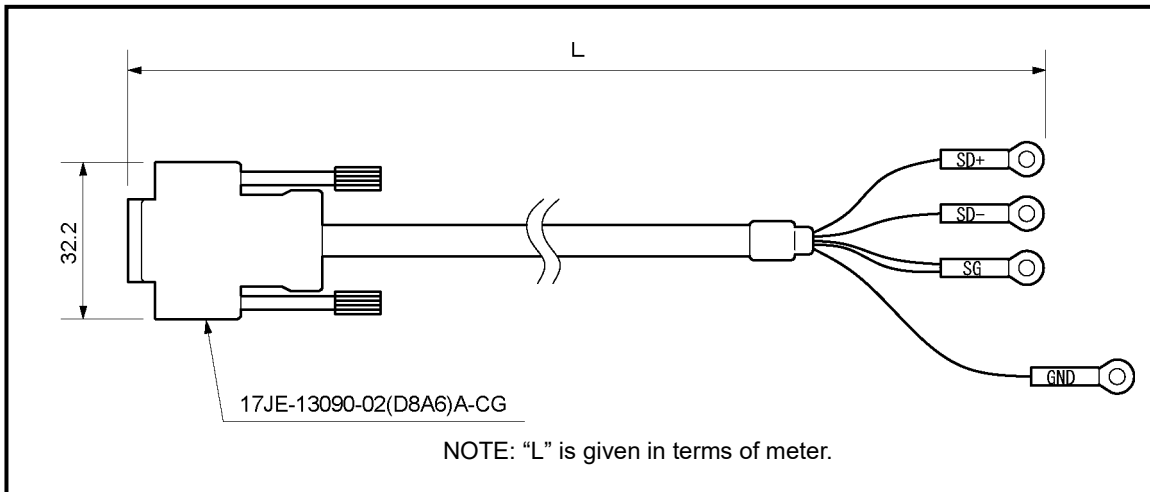 L
SD+
SD-
32.2
SG
GND
17JE-13090-02(D8A6)A-CG
NOTE: “L” is given in terms of meter.